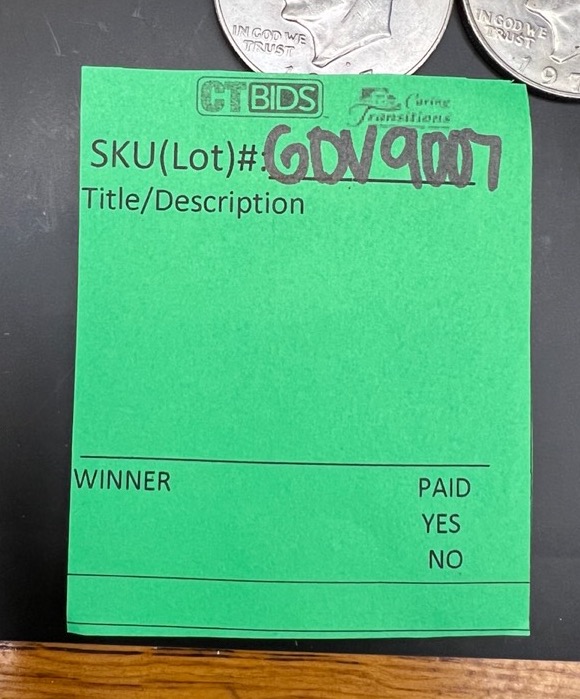 IN GOD WE
TRUST
IN GOD WE
TRUST
CTBIDS
Caring
Transitions
SKU(Lot)#: GDV9007
Title/Description
WINNER
PAID
YES
NO